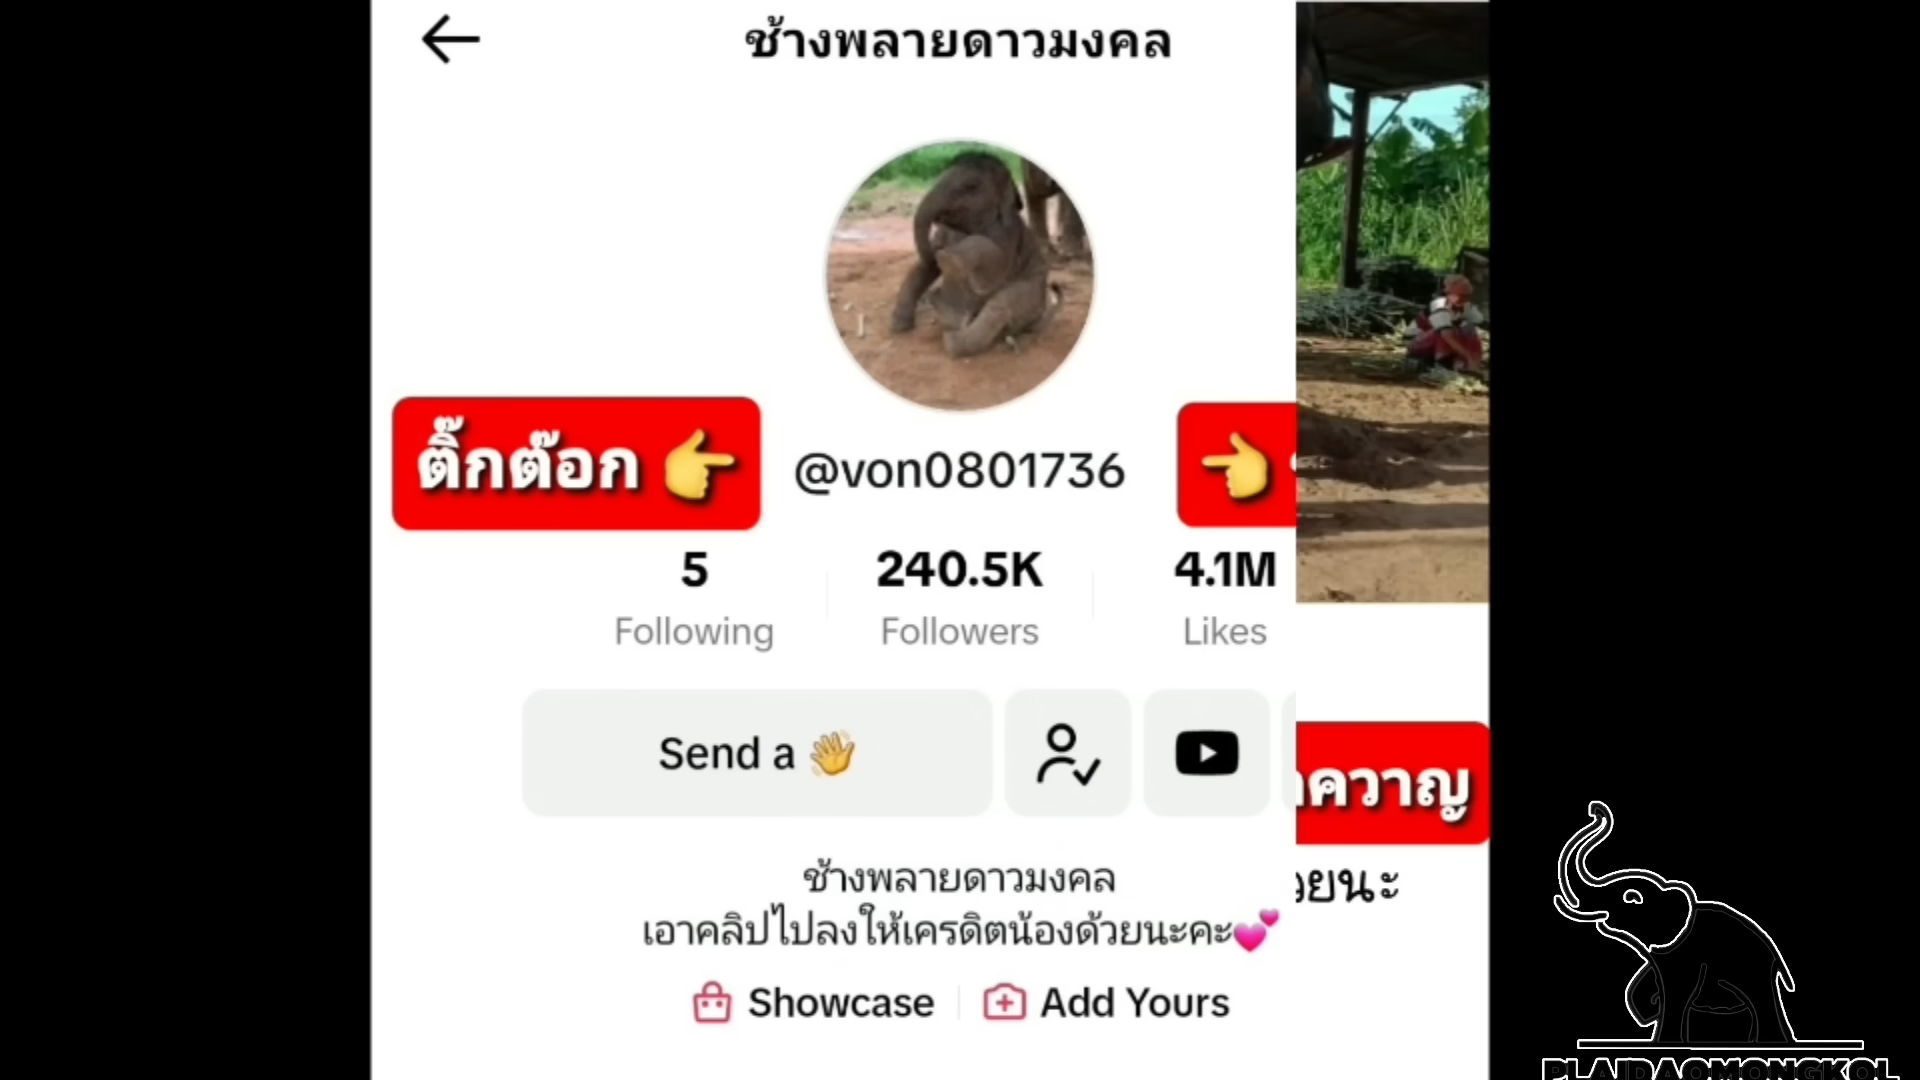 ช้างพลายดาวมงคล
ติ๊กต๊อก 👉
@von0801736
👈
5
240.5K
4.1M
Following
Followers
Likes
Send a 👋
ควาญ
ช้างพลายดาวมงคล
ยนะ
เอาคลิปไปลงให้เครดิตน้องด้วยนะคะ💕
Showcase
Add Yours
PLAIDAOMONGKOL